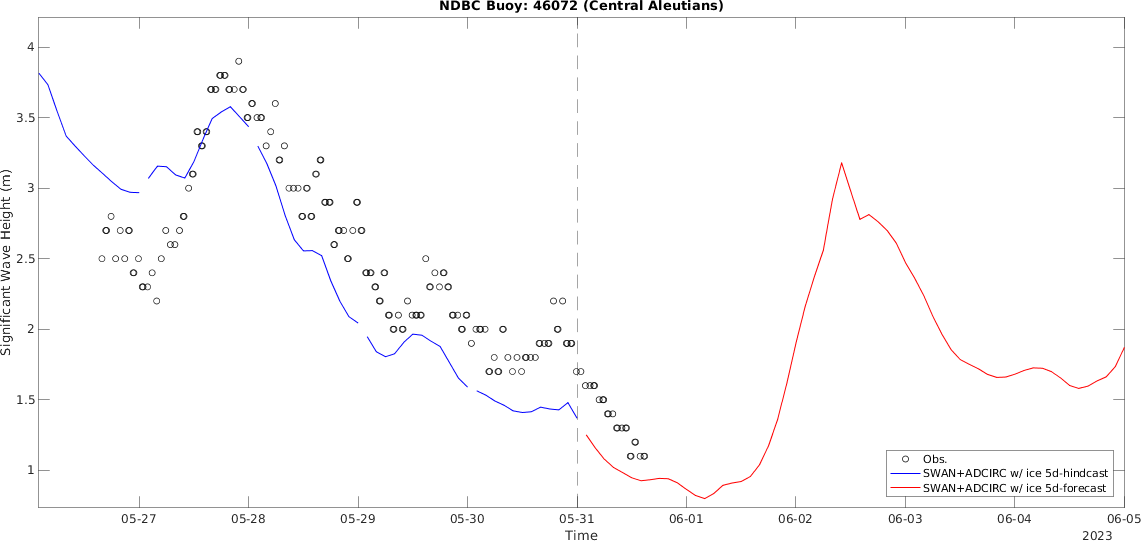 NDBC Buoy: 46072 (Central Aleutians)
Significant Wave Height (m)
4
3.5
3
2.5
2
1.5
1
Obs.
SWAN+ADCIRC w/ ice 5d-hindcast
SWAN+ADCIRC w/ ice 5d-forecast
05-27 05-28 05-29 05-30 05-31 06-01 06-02 06-03 06-04 06-05
Time
2023